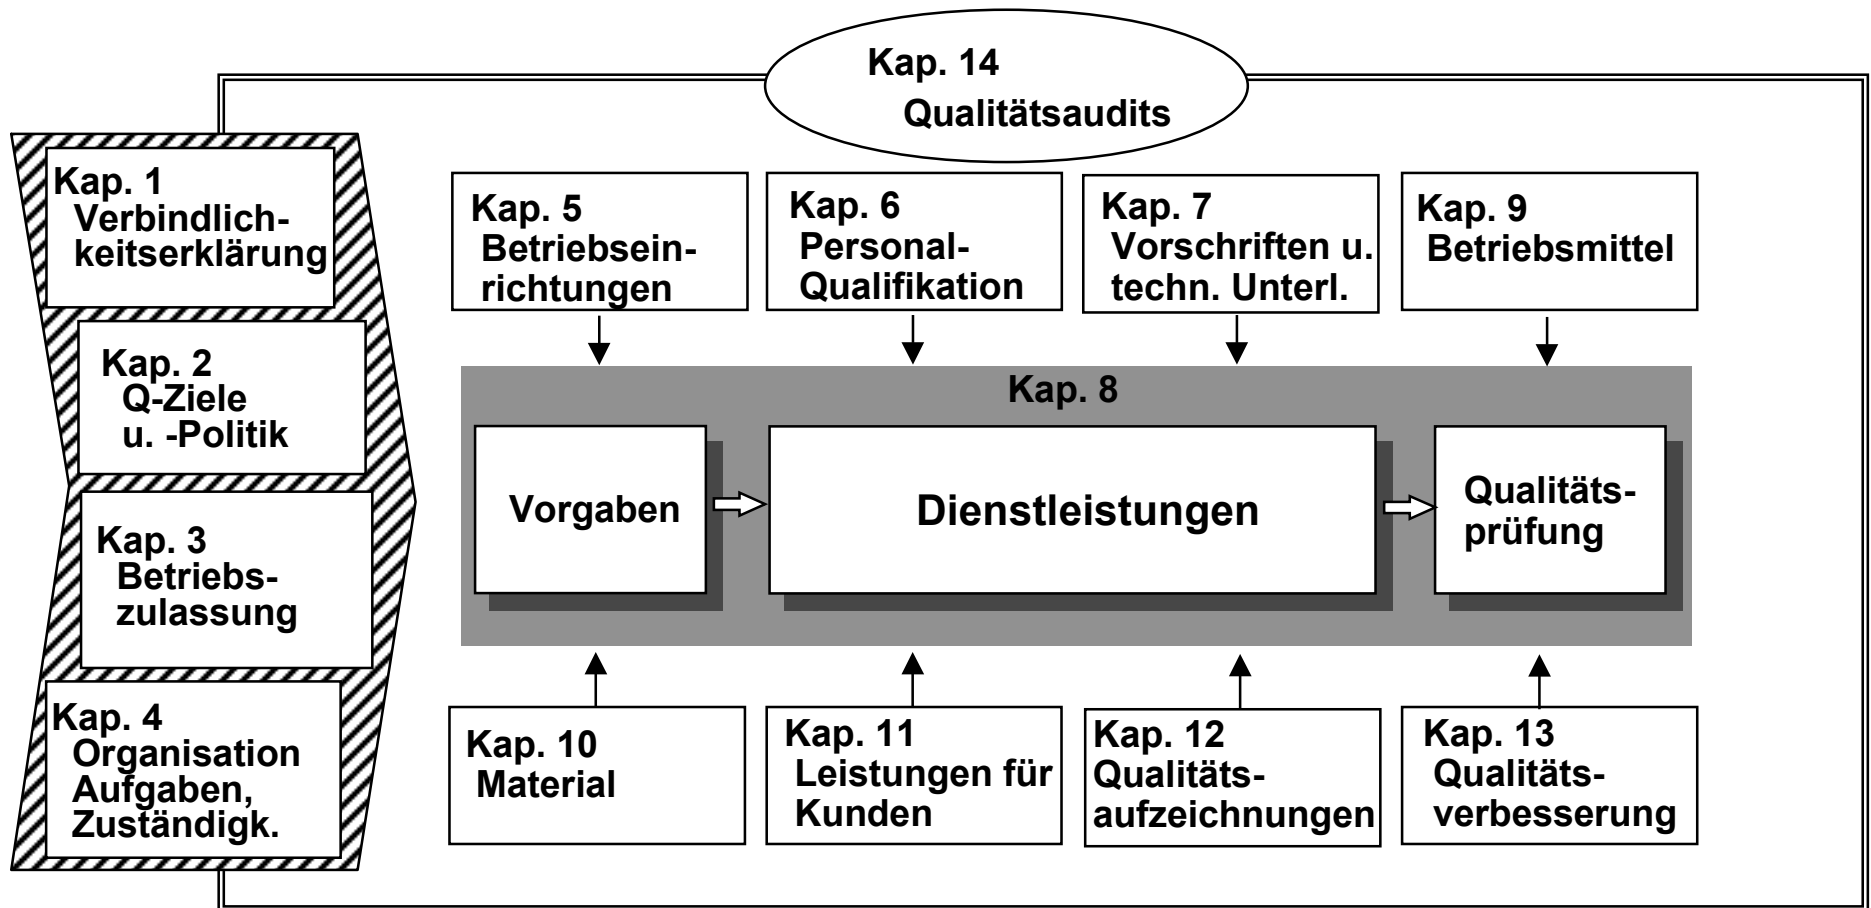 Kap. 14
Qualitätsaudits
Kap. 1
Verbindlich-
keitserklärung
Kap. 2
Q-Ziele
u. -Politik
Kap. 3
Betriebs-
zulassung
Kap. 4
Organisation
Aufgaben,
Zuständigk.
Kap. 5
Betriebsein-
richtungen
Kap. 6
Personal-
Qualifikation
Kap. 7
Vorschriften u.
techn. Unterl.
Kap. 9
Betriebsmittel
Kap. 8
Vorgaben
Dienstleistungen
Qualitäts-
prüfung
Kap. 10
Material
Kap. 11
Leistungen für
Kunden
Kap. 12
Qualitäts-
aufzeichnungen
Kap. 13
Qualitäts-
verbesserung